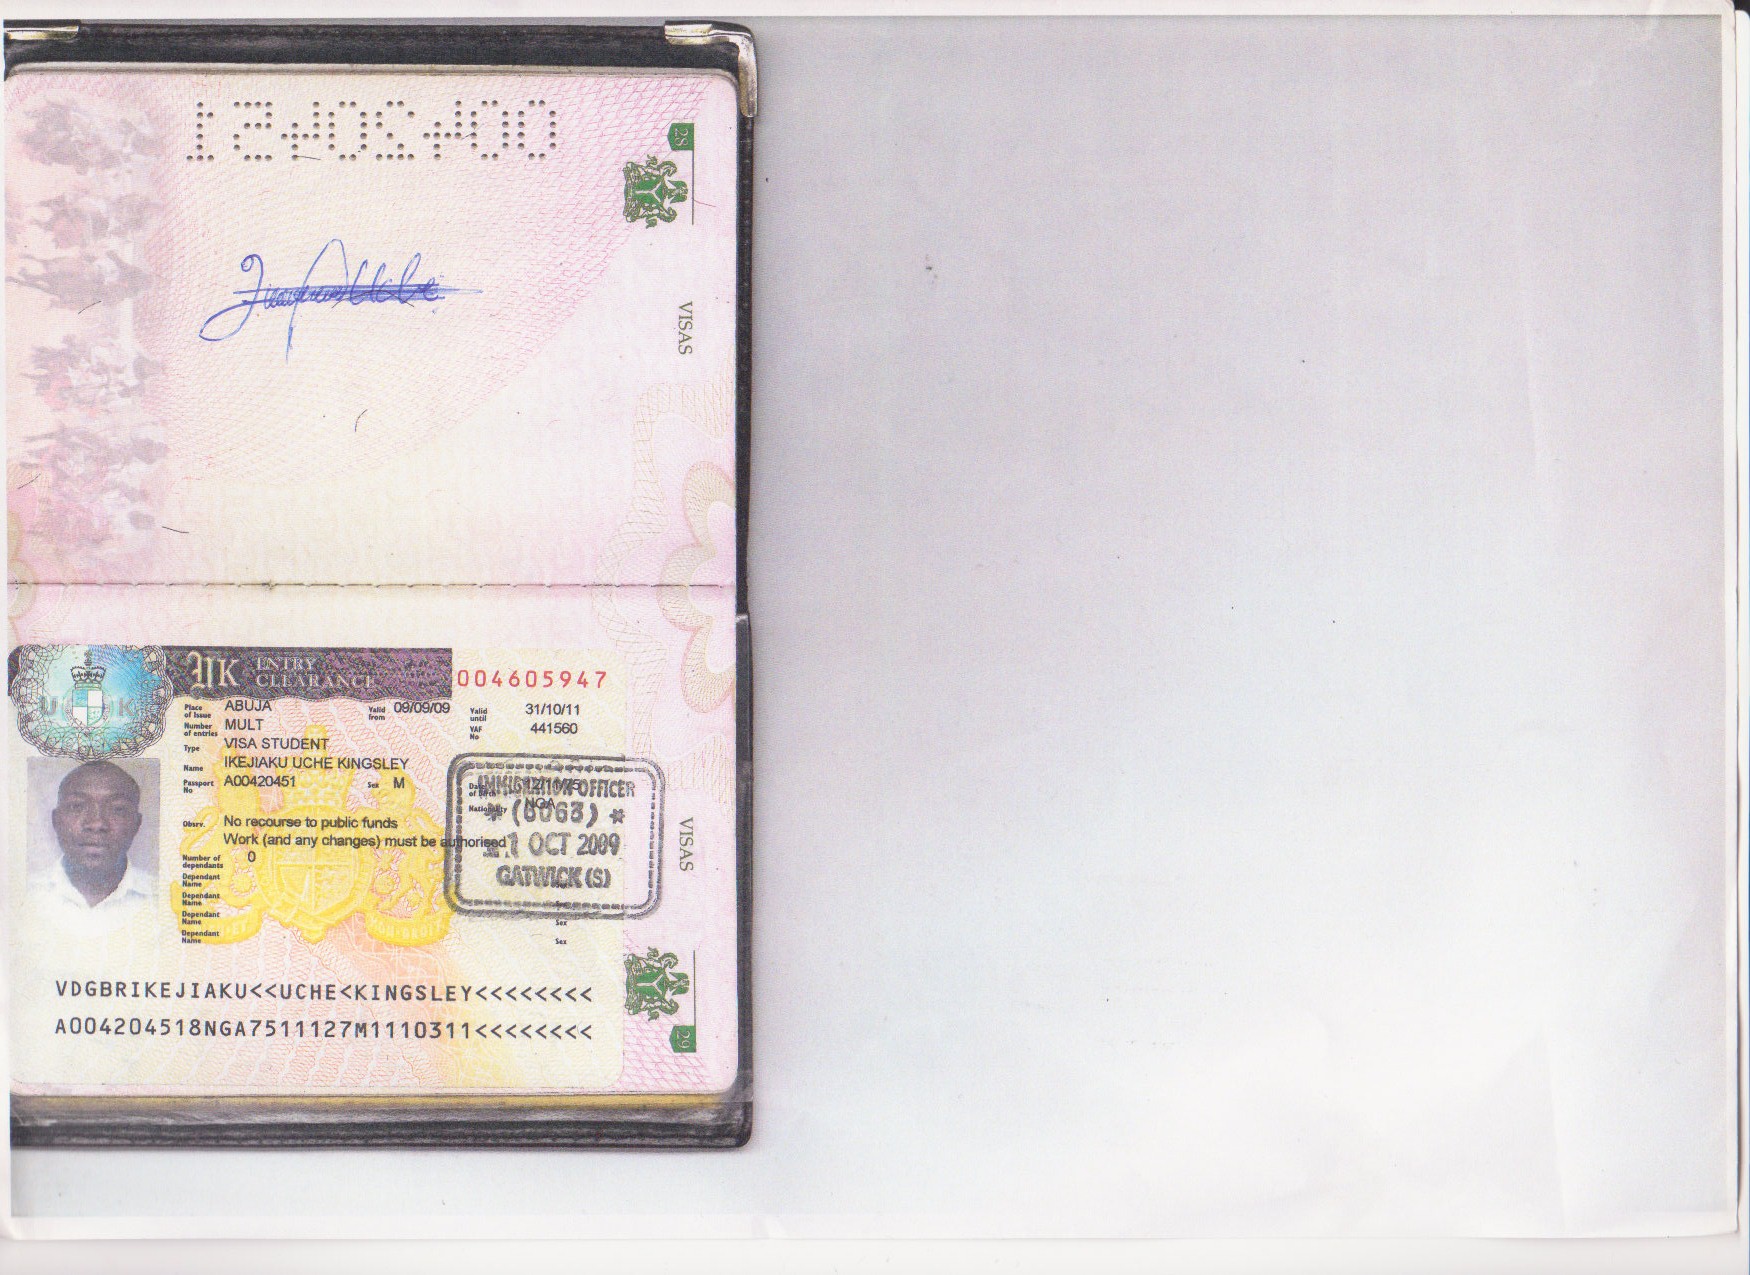 28
VISAS
UK ENTRY CLEARANCE
004605947
Place of Issue ABUJA Valid from 09/09/09 Valid until 31/10/11
Number of entries MULT VAF No 441560
Type VISA STUDENT
Name IKEJIAKU UCHE KINGSLEY
Passport No A00420451 Sex M Date of Birth 12/11/75
Nationality NGA
Observ. No recourse to public funds
Work (and any changes) must be authorised
Number of dependants 0
Dependant Name
Dependant Name
Dependant Name Sex
Dependant Name Sex
IMMIGRATION OFFICER
* (6063) *
OCT 2009
GATWICK (S)
VDGBRIKEJIAKU<<UCHE<KINGSLEY<<<<<<<<
A004204518NGA7511127M1110311<<<<<<<<
VISAS
29